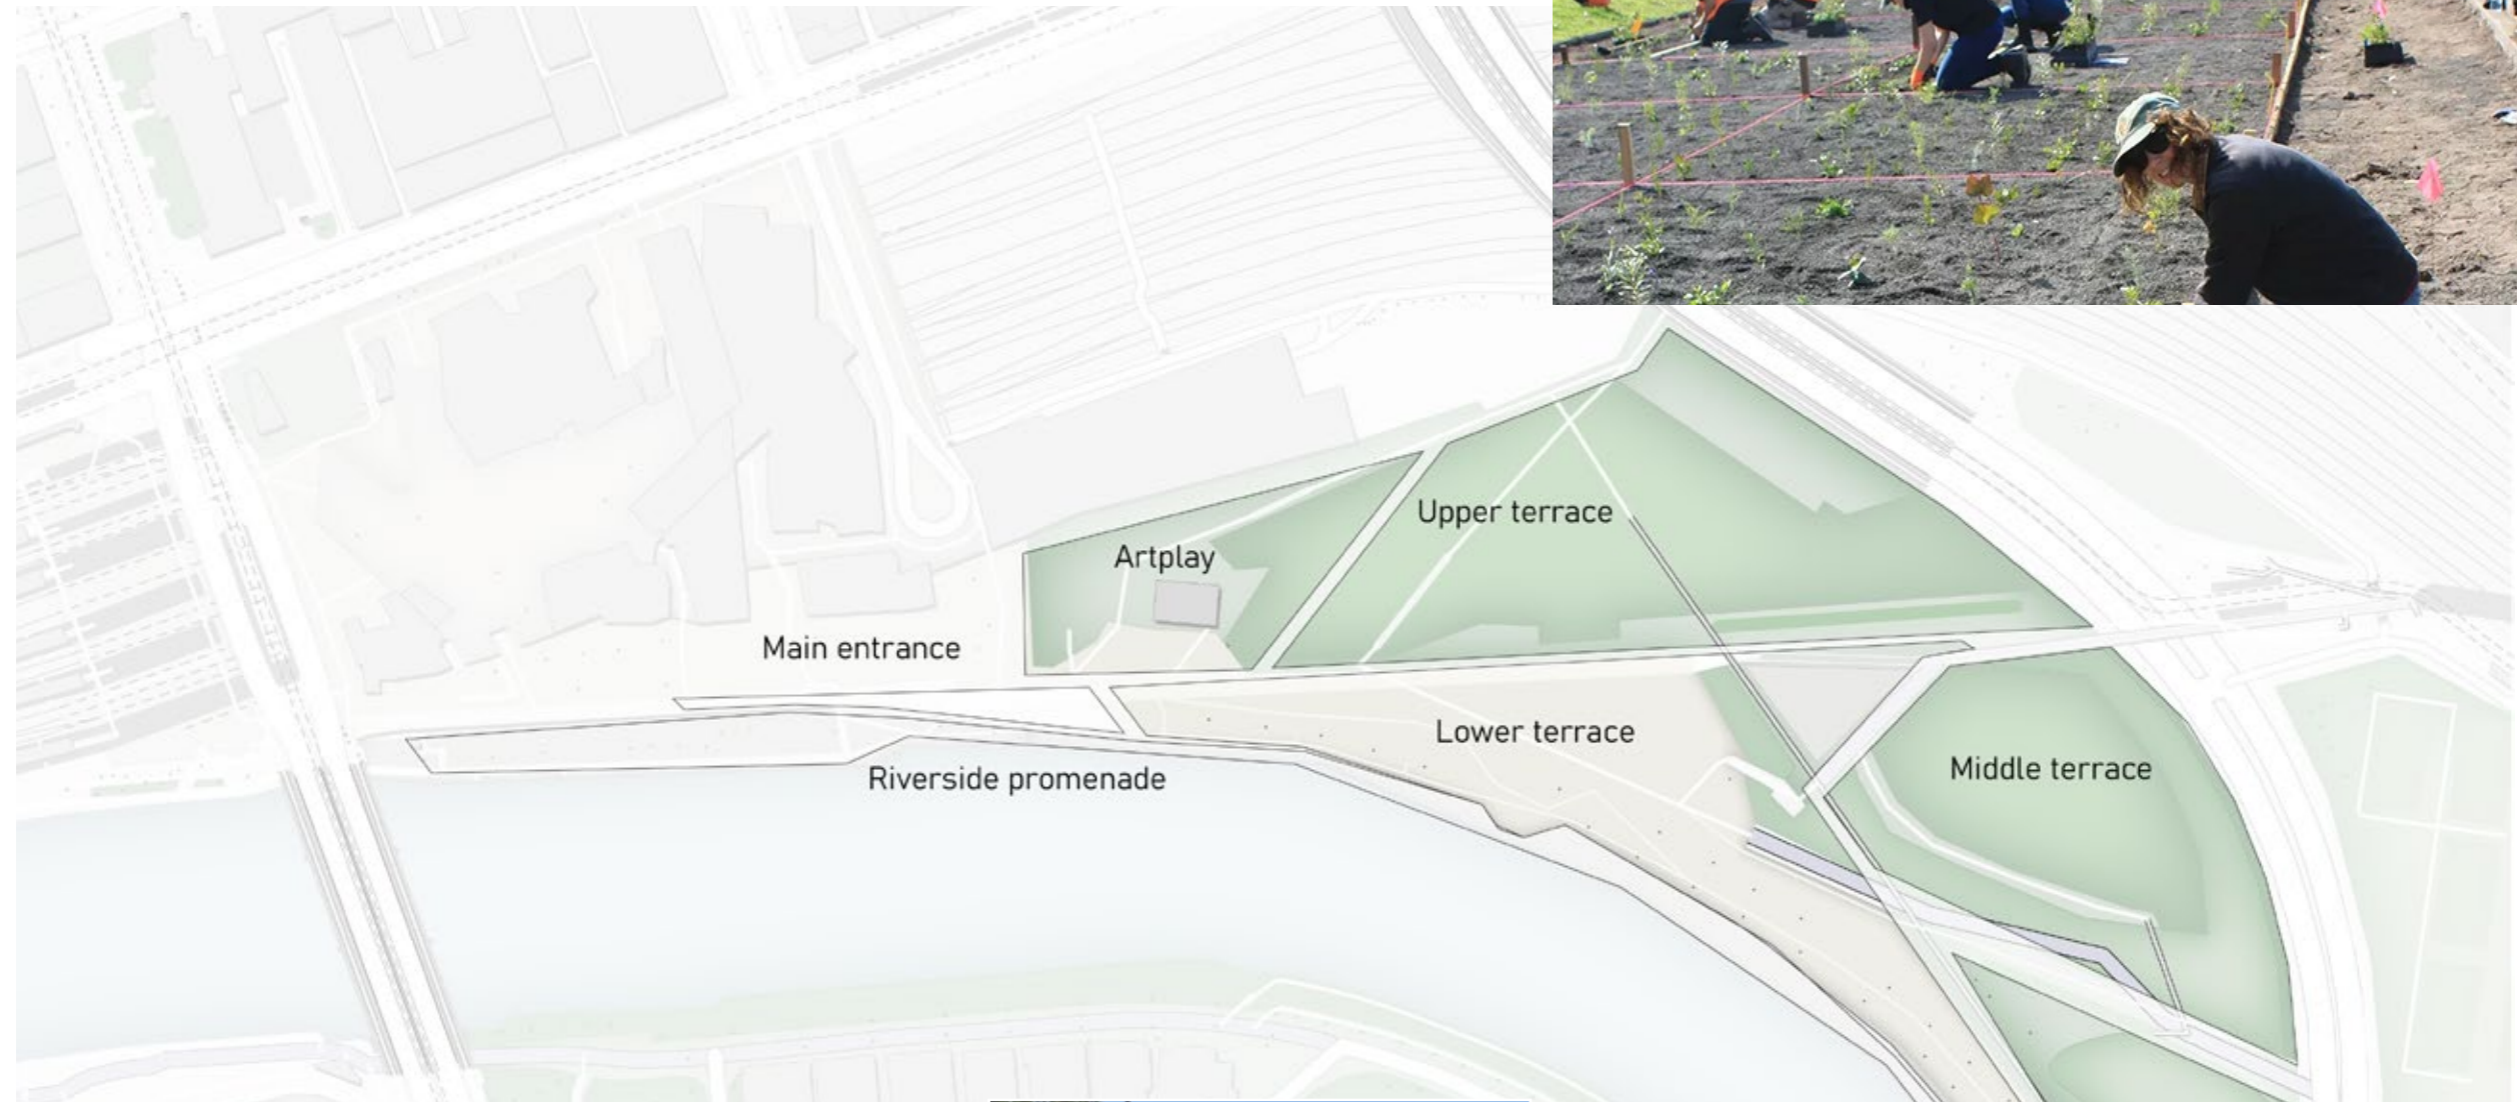 Upper terrace
Artplay
Main entrance
Lower terrace
Middle terrace
Riverside promenade